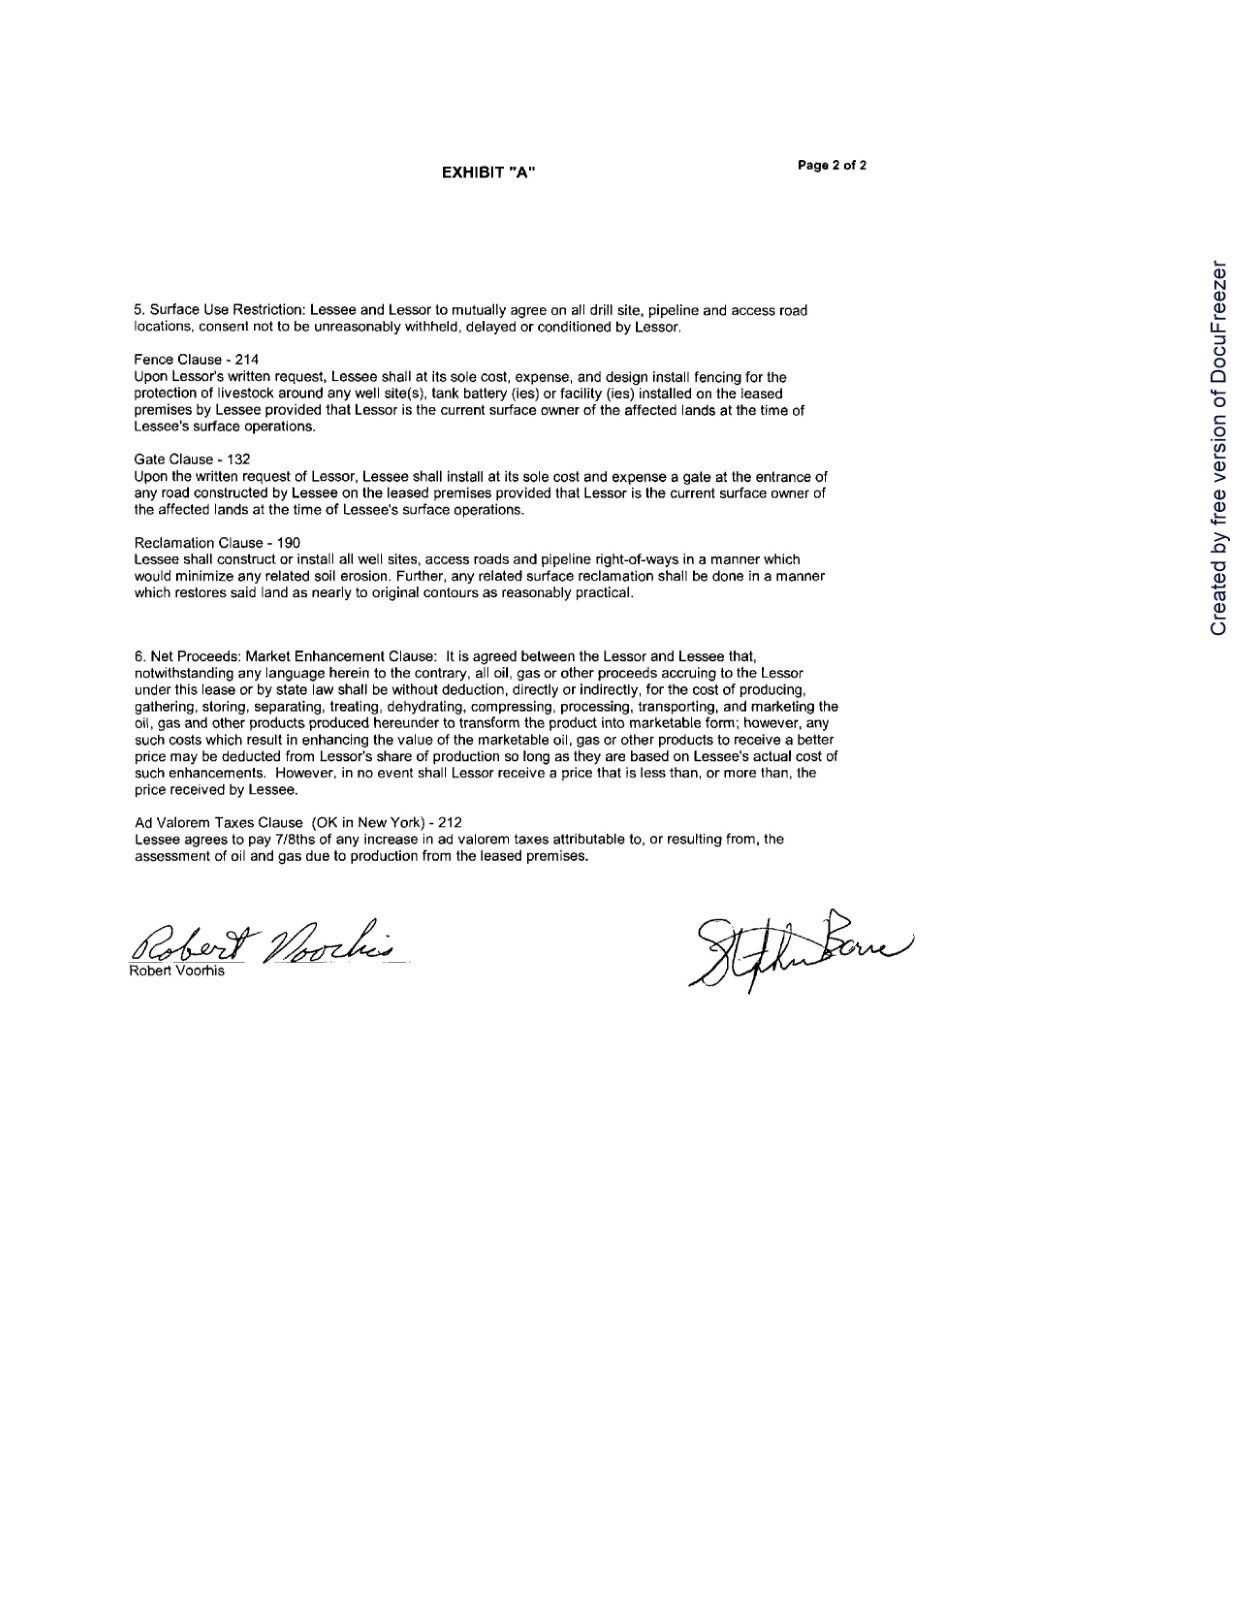 EXHIBIT "A"
Page 2 of 2
5. Surface Use Restriction: Lessee and Lessor to mutually agree on all drill site, pipeline and access road
locations, consent not to be unreasonably withheld, delayed or conditioned by Lessor.
Fence Clause - 214
Upon Lessor's written request, Lessee shall at its sole cost, expense, and design install fencing for the
protection of livestock around any well site(s), tank battery (ies) or facility (ies) installed on the leased
premises by Lessee provided that Lessor is the current surface owner of the affected lands at the time of
Lessee's surface operations.
Gate Clause - 132
Upon the written request of Lessor, Lessee shall install at its sole cost and expense a gate at the entrance of
any road constructed by Lessee on the leased premises provided that Lessor is the current surface owner of
the affected lands at the time of Lessee's surface operations.
Reclamation Clause - 190
Lessee shall construct or install all well sites, access roads and pipeline right-of-ways in a manner which
would minimize any related soil erosion. Further, any related surface reclamation shall be done in a manner
which restores said land as nearly to original contours as reasonably practical.
6. Net Proceeds: Market Enhancement Clause: It is agreed between the Lessor and Lessee that,
notwithstanding any language herein to the contrary, all oil, gas or other proceeds accruing to the Lessor
under this lease or by state law shall be without deduction, directly or indirectly, for the cost of producing,
gathering, storing, separating, treating, dehydrating, compressing, processing, transporting, and marketing the
oil, gas and other products produced hereunder to transform the product into marketable form; however, any
such costs which result in enhancing the value of the marketable oil, gas or other products to receive a better
price may be deducted from Lessor's share of production so long as they are based on Lessee's actual cost of
such enhancements. However, in no event shall Lessor receive a price that is less than, or more than, the
price received by Lessee.
Ad Valorem Taxes Clause (OK in New York) - 212
Lessee agrees to pay 7/8ths of any increase in ad valorem taxes attributable to, or resulting from, the
assessment of oil and gas due to production from the leased premises.
Robert Voorhis
Robert Voorhis
Created by free version of DocuFreezer